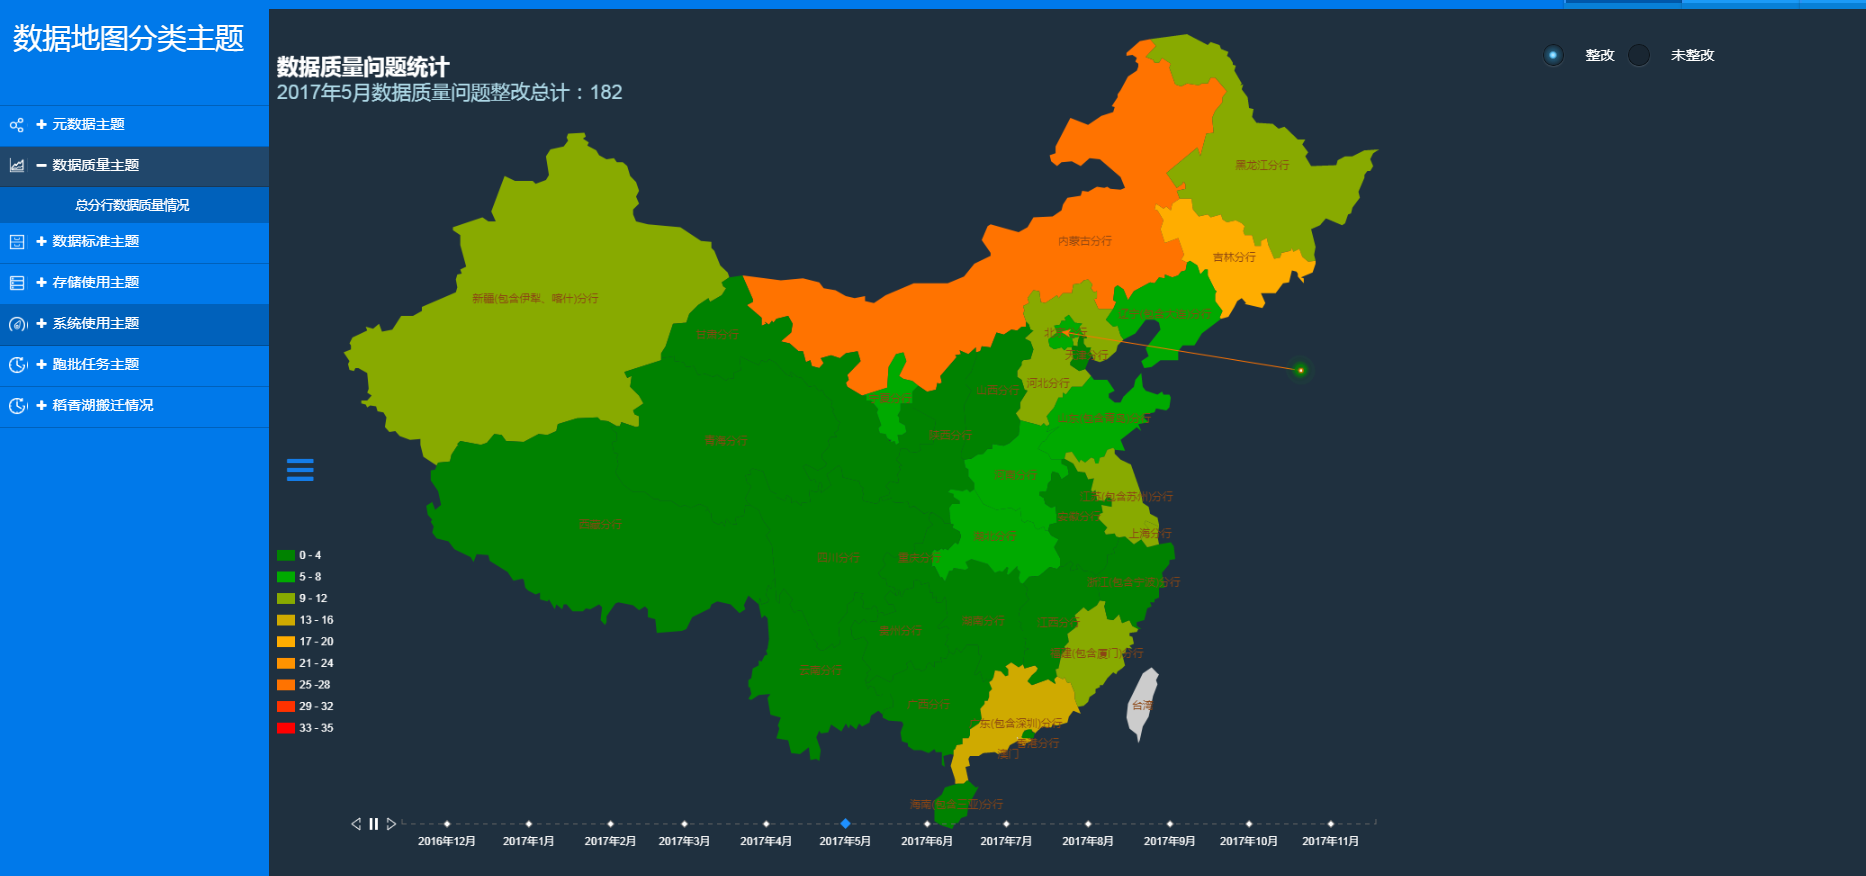 数据地图分类主题
元数据主题
数据质量主题
总分行数据质量情况
数据标准主题
存储使用主题
系统使用主题
跑批任务主题
稻香湖搬迁情况
数据质量问题统计
2017年5月数据质量问题整改总计：182
整改
未整改
黑龙江分行
内蒙古分行
吉林分行
新疆(包含伊犁、喀什)分行
辽宁(包含大连)分行
甘肃分行
天津分行
河北分行
山西分行
宁夏分行
山东(包含青岛)分行
陕西分行
青海分行
河南分行
江苏(包含苏州)分行
安徽分行
西藏分行
上海分行
湖北分行
四川分行
重庆分行
湖南分行
江西分行
贵州分行
福建(包含厦门)分行
云南分行
广西分行
台湾
广东(包含深圳)分行
香港分行
澳门
海南(包含三亚)分行
0 - 4
5 - 8
9 - 12
13 - 16
17 - 20
21 - 24
25 -28
29 - 32
33 - 35
2016年12月
2017年1月
2017年2月
2017年3月
2017年4月
2017年5月
2017年6月
2017年7月
2017年8月
2017年9月
2017年10月
2017年11月